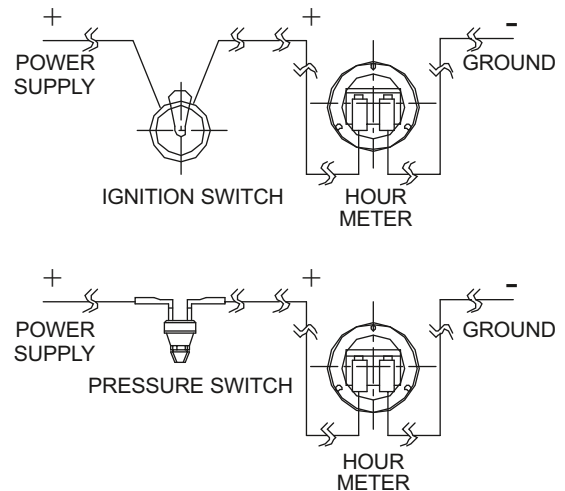 + + -
POWER
SUPPLY
GROUND
IGNITION SWITCH
HOUR
METER
+ + -
POWER
SUPPLY
GROUND
PRESSURE SWITCH
HOUR
METER